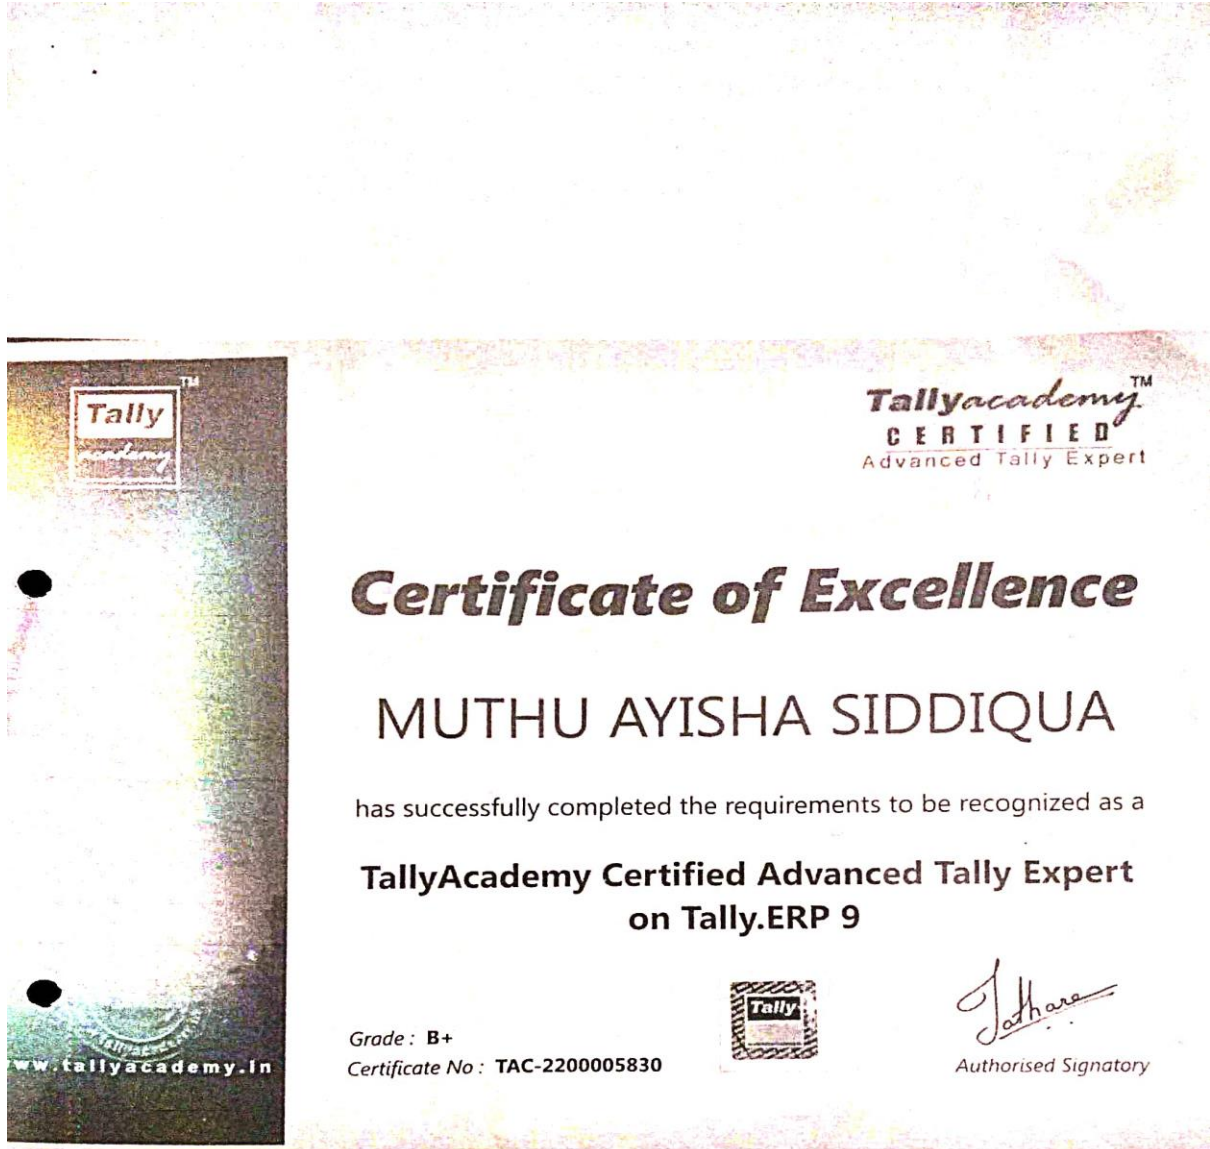 Tally
academy
TM
Tallyacademy TM
CERTIFIED
Advanced Tally Expert
Certificate of Excellence
MUTHU AYISHA SIDDIQUA
has successfully completed the requirements to be recognized as a
TallyAcademy Certified Advanced Tally Expert
on Tally.ERP 9
Tally
Grade : B+
Certificate No : TAC-2200005830
Authorised Signatory
ww.tallyacademy.in